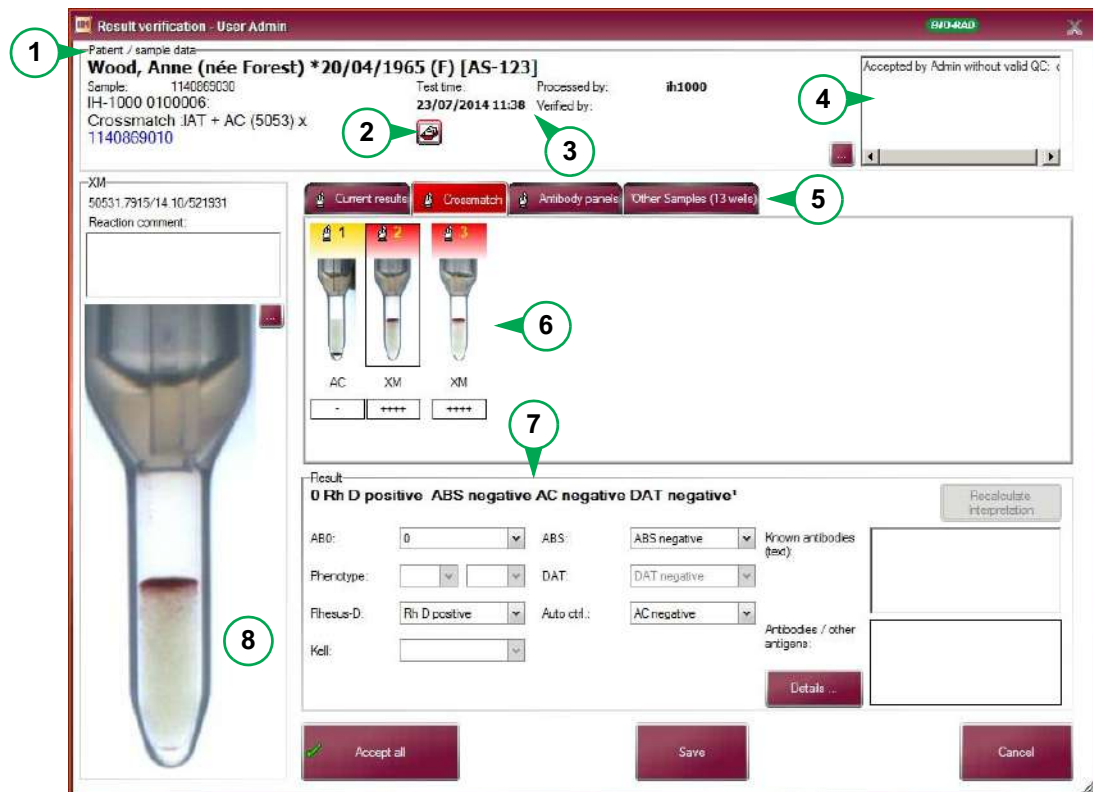 Result verification - User Admin
BIO-RAD
1
Patient / sample data
Wood, Anne (née Forest) *20/04/1965 (F) [AS-123]
Sample: 1140869030
Test time:
Processed by: ih1000
IH-1000 0100006:
23/07/2014 11:38
Verified by:
Crossmatch :IAT + AC (5053) x
1140869010
2
3
Accepted by Admin without valid QC:
4
...
XM
50531.7915/14.10/521931
Reaction comment:
...
Current results
Crossmatch
Antibody panels
Other Samples (13 wells)
5
1
2
3
6
AC
XM
XM
-
++++
++++
7
8
Result
0 Rh D positive ABS negative AC negative DAT negative¹
Recalculate
interpretation
AB0: 0
ABS: ABS negative
Known antibodies
(text):
Phenotype:
DAT: DAT negative
Rhesus-D: Rh D positive
Auto ctrl.: AC negative
Antibodies / other
antigens:
Kell:
Details ...
Accept all
Save
Cancel